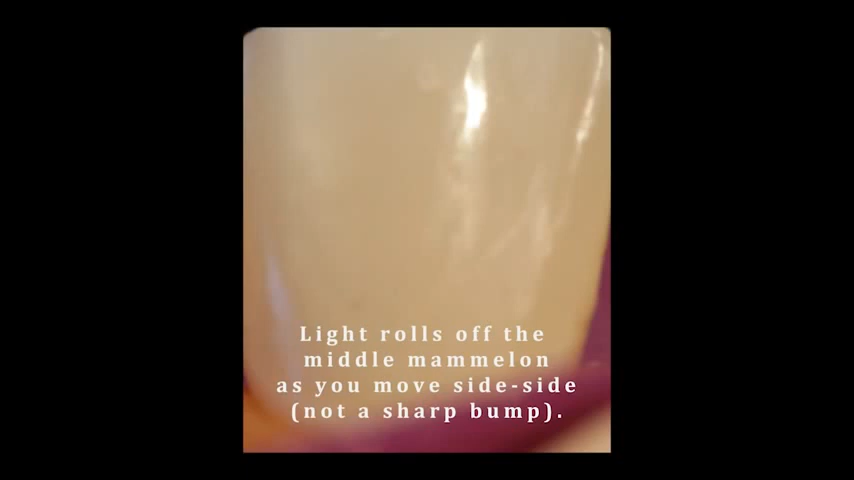 Light rolls off the
middle mammelon
as you move side-side
(not a sharp bump).